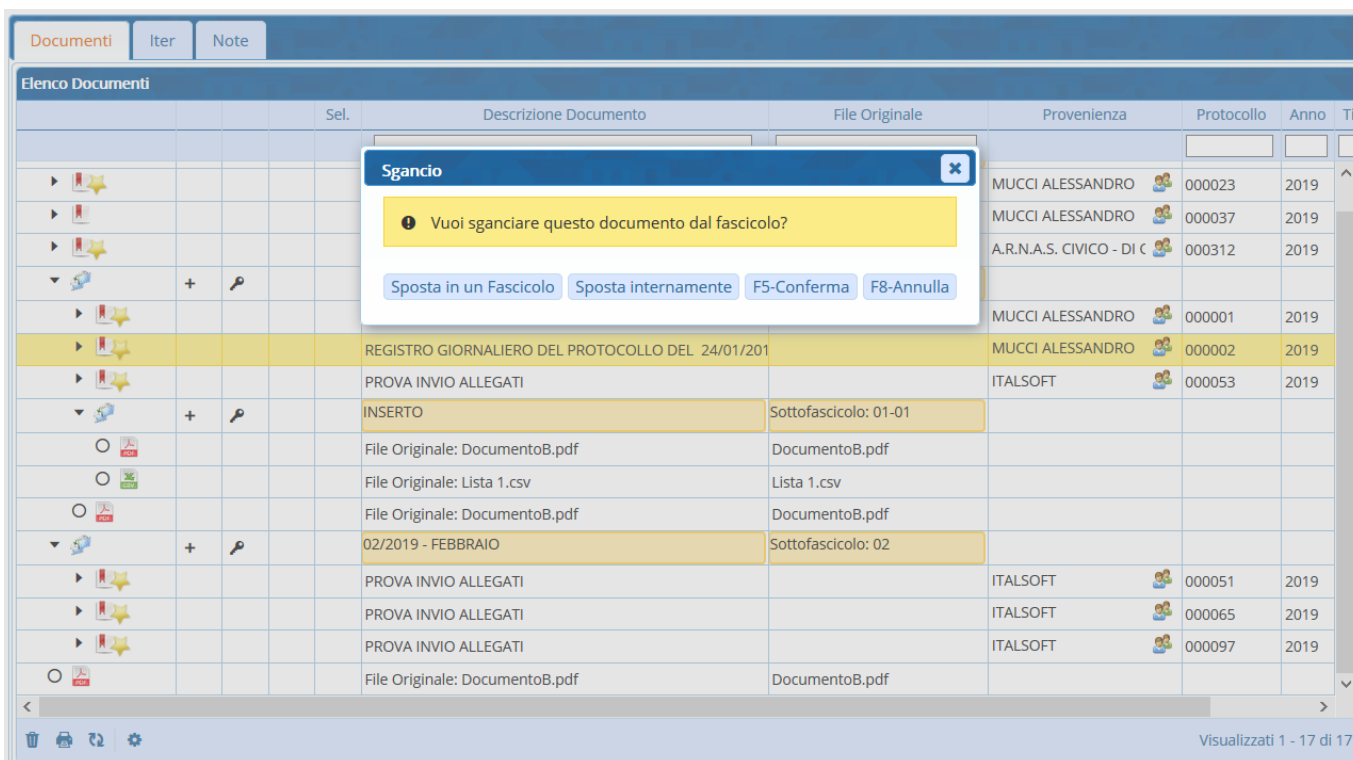 Documenti Iter Note
Elenco Documenti
Sel. Descrizione Documento File Originale Provenienza Protocollo Anno
Sgancio
Vuoi sganciare questo documento dal fascicolo?
Sposta in un Fascicolo Sposta internamente F5-Conferma F8-Annulla
MUCCI ALESSANDRO 000023 2019
MUCCI ALESSANDRO 000037 2019
A.R.N.A.S. CIVICO - DI 000312 2019
+
MUCCI ALESSANDRO 000001 2019
REGISTRO GIORNALIERO DEL PROTOCOLLO DEL 24/01/201 MUCCI ALESSANDRO 000002 2019
PROVA INVIO ALLEGATI ITALSOFT 000053 2019
+ INSERTO Sottofascicolo: 01-01
File Originale: DocumentoB.pdf DocumentoB.pdf
File Originale: Lista 1.csv Lista 1.csv
File Originale: DocumentoB.pdf DocumentoB.pdf
+ 02/2019 - FEBBRAIO Sottofascicolo: 02
PROVA INVIO ALLEGATI ITALSOFT 000051 2019
PROVA INVIO ALLEGATI ITALSOFT 000065 2019
PROVA INVIO ALLEGATI ITALSOFT 000097 2019
File Originale: DocumentoB.pdf DocumentoB.pdf
Visualizzati 1 - 17 di 17